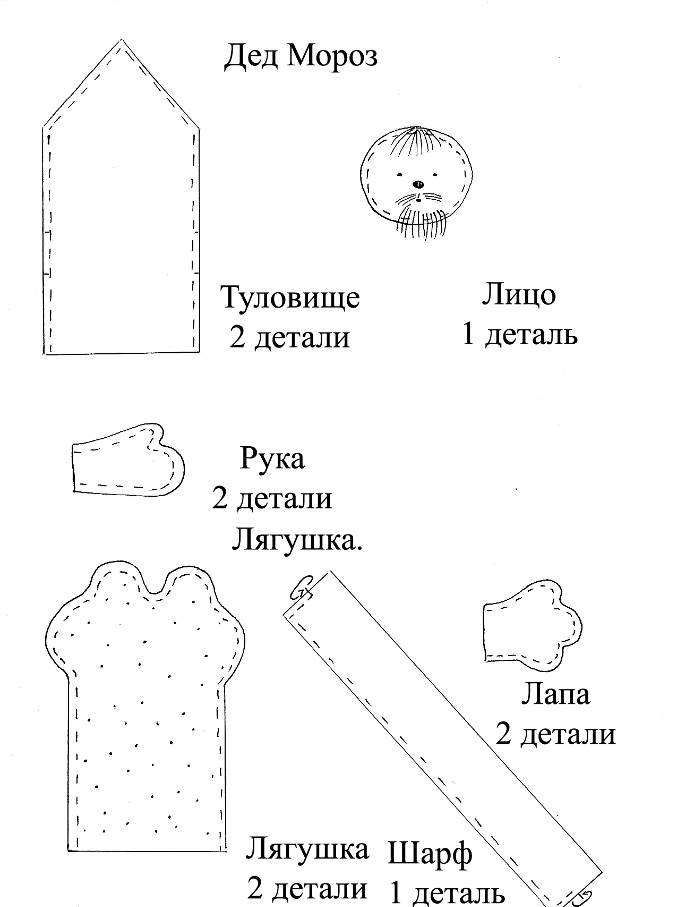 Дед Мороз
Туловище
2 детали
Лицо
1 деталь
Рука
2 детали
Лягушка.
Лапа
2 детали
Лягушка
2 детали
Шарф
1 деталь